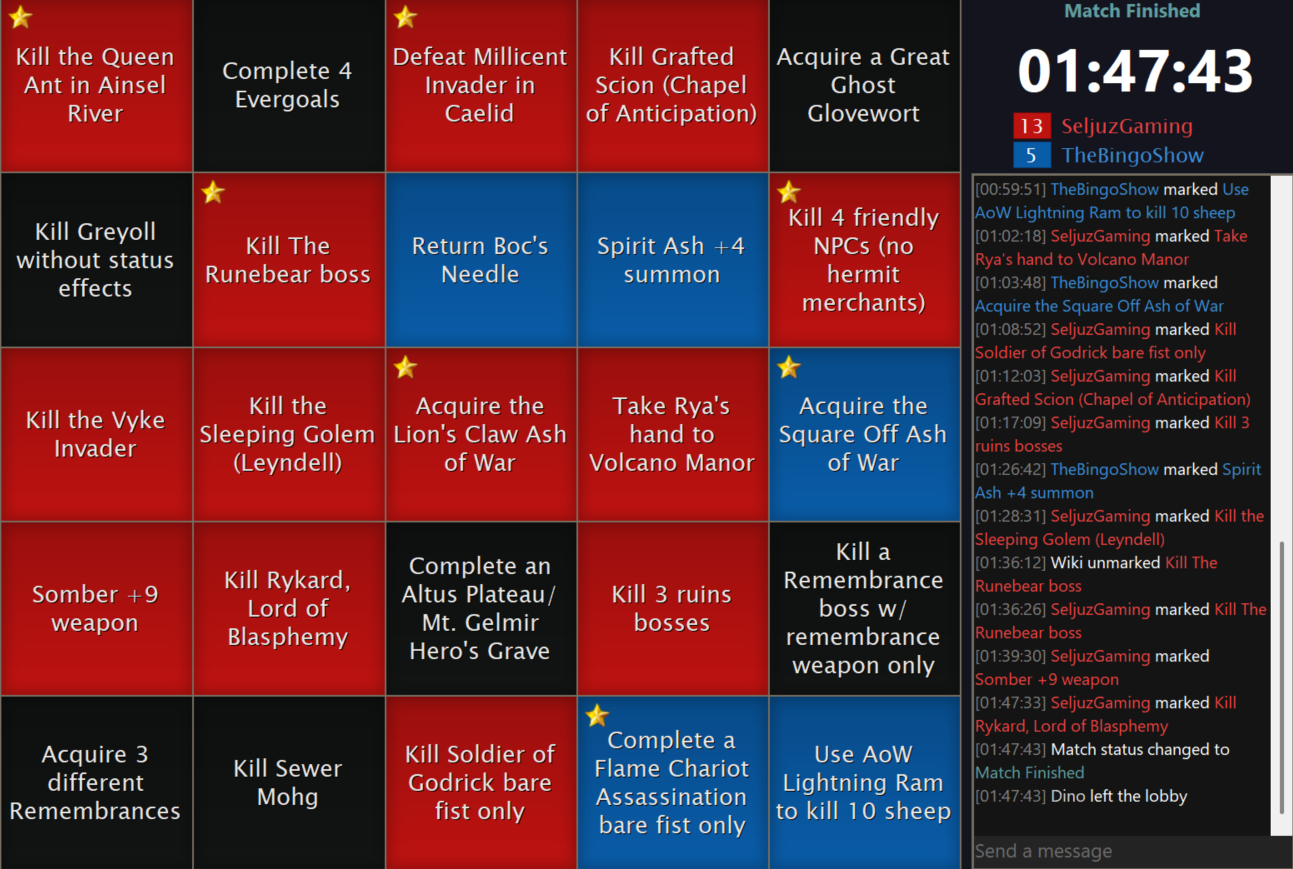 Kill the Queen
Ant in Ainsel
River
Complete 4
Evergoals
Defeat Millicent
Invader in
Caelid
Kill Grafted
Scion (Chapel
of Anticipation)
Acquire a Great
Ghost
Glovewort
Kill Greyoll
without status
effects
Kill The
Runebear boss
Return Boc's
Needle
Spirit Ash +4
summon
Kill 4 friendly
NPCs (no
hermit
merchants)
Kill the Vyke
Invader
Kill the
Sleeping Golem
(Leyndell)
Acquire the
Lion's Claw Ash
of War
Take Rya's
hand to
Volcano Manor
Acquire the
Square Off Ash
of War
Somber +9
weapon
Kill Rykard,
Lord of
Blasphemy
Complete an
Altus Plateau/
Mt. Gelmir
Hero's Grave
Kill 3 ruins
bosses
Kill a
Remembrance
boss w/
remembrance
weapon only
Acquire 3
different
Remembrances
Kill Sewer
Mohg
Kill Soldier of
Godrick bare
fist only
Complete a
Flame Chariot
Assassination
bare fist only
Use AoW
Lightning Ram
to kill 10 sheep
Match Finished
01:47:43
13 SeljuzGaming
5 TheBingoShow
[00:59:51] TheBingoShow marked Use
AoW Lightning Ram to kill 10 sheep
[01:02:18] SeljuzGaming marked Take
Rya's hand to Volcano Manor
[01:03:48] TheBingoShow marked
Acquire the Square Off Ash of War
[01:08:52] SeljuzGaming marked Kill
Soldier of Godrick bare fist only
[01:12:03] SeljuzGaming marked Kill
Grafted Scion (Chapel of Anticipation)
[01:17:09] SeljuzGaming marked Kill 3
ruins bosses
[01:26:42] TheBingoShow marked Spirit
Ash +4 summon
[01:28:31] SeljuzGaming marked Kill the
Sleeping Golem (Leyndell)
[01:36:12] Wiki unmarked Kill The
Runebear boss
[01:36:26] SeljuzGaming marked Kill The
Runebear boss
[01:39:30] SeljuzGaming marked
Somber +9 weapon
[01:47:33] SeljuzGaming marked Kill
Rykard, Lord of Blasphemy
[01:47:43] Match status changed to
Match Finished
[01:47:43] Dino left the lobby
Send a message